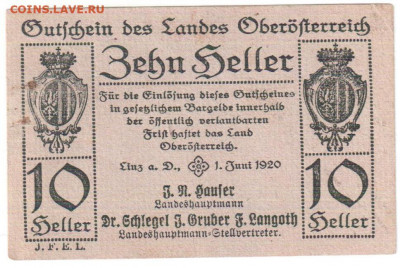 COINS.LAVE.RU
Gutschein des Landes Oberösterreich
Zehn Heller
Für die Einlösung dieses Gutscheines
in gesetzlichem Bargelde innerhalb
der öffentlich verlautbarten
Frist haftet das Land
Oberösterreich.
Linz a. D., 1. Juni 1920
10
Heller
J. N. Hauser
Landeshauptmann
Dr. Schlegel J. Gruber F. Langoth
Landeshauptmann-Stellvertreter.
10
Heller
J. F. E. L.